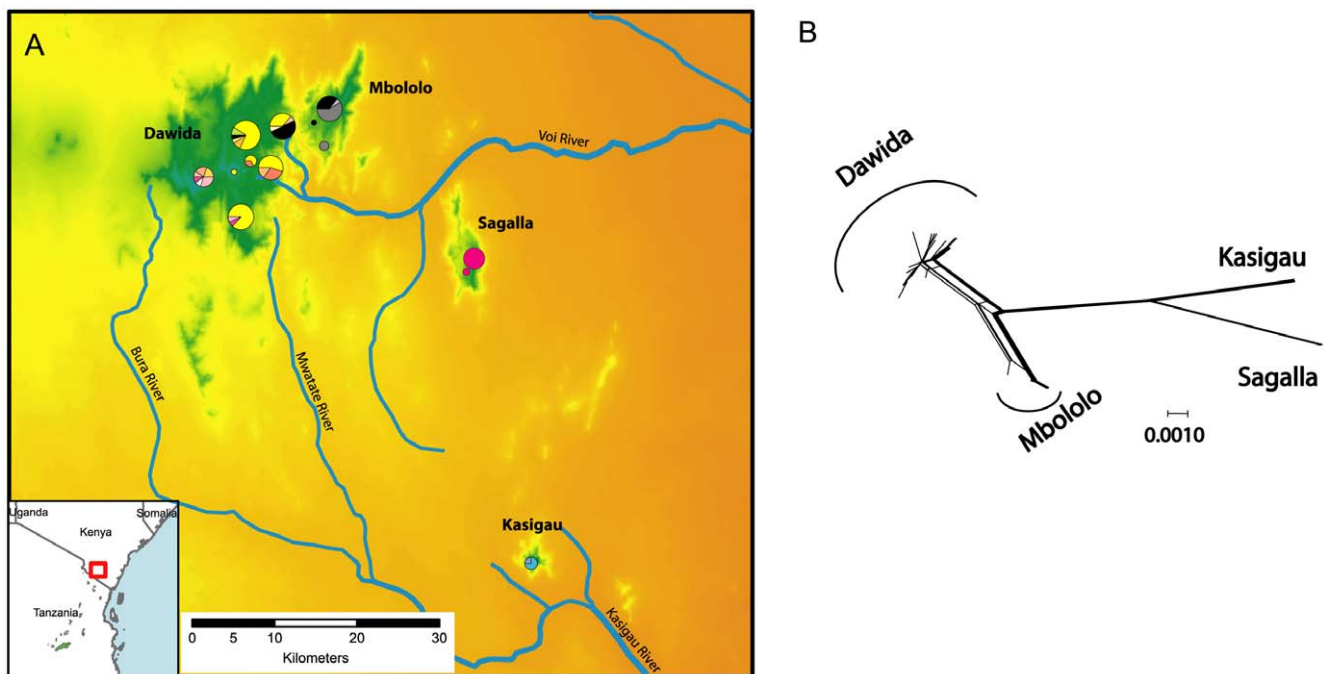 A
Mbololo
Dawida
Voi River
Sagalla
Bura River
Mwatate River
Kasigau
Kasigau River
Uganda
Somalia
Kenya
Tanzania
0 5 10 20 30
Kilometers
B
Dawida
Kasigau
Sagalla
Mbololo
0.0010